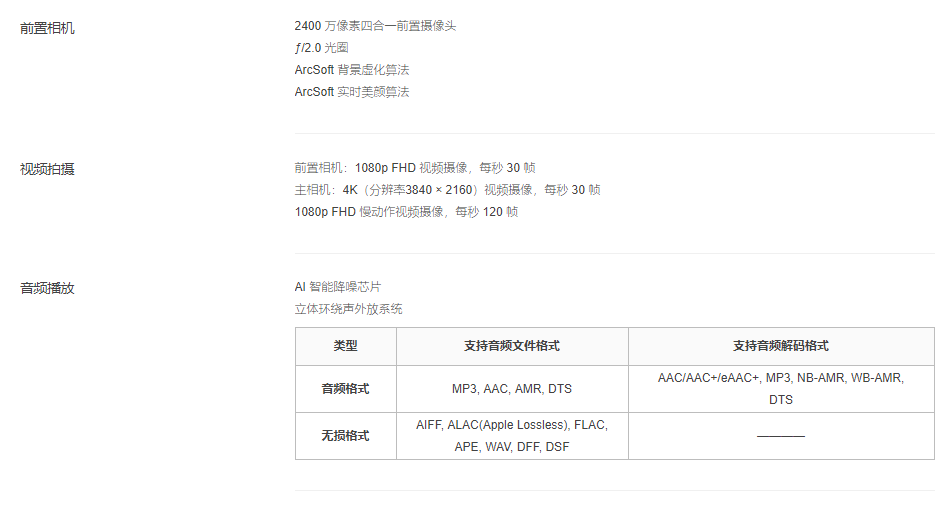 前置相机
2400 万像素四合一前置摄像头
ƒ/2.0 光圈
ArcSoft 背景虚化算法
ArcSoft 实时美颜算法
视频拍摄
前置相机：1080p FHD 视频摄像，每秒 30 帧
主相机：4K（分辨率3840 × 2160）视频摄像，每秒 30 帧
1080p FHD 慢动作视频摄像，每秒 120 帧
音频播放
AI 智能降噪芯片
立体环绕声外放系统
类型 支持音频文件格式 支持音频解码格式
音频格式 MP3, AAC, AMR, DTS AAC/AAC+/eAAC+, MP3, NB-AMR, WB-AMR,
DTS
无损格式 AIFF, ALAC(Apple Lossless), FLAC,
APE, WAV, DFF, DSF ————